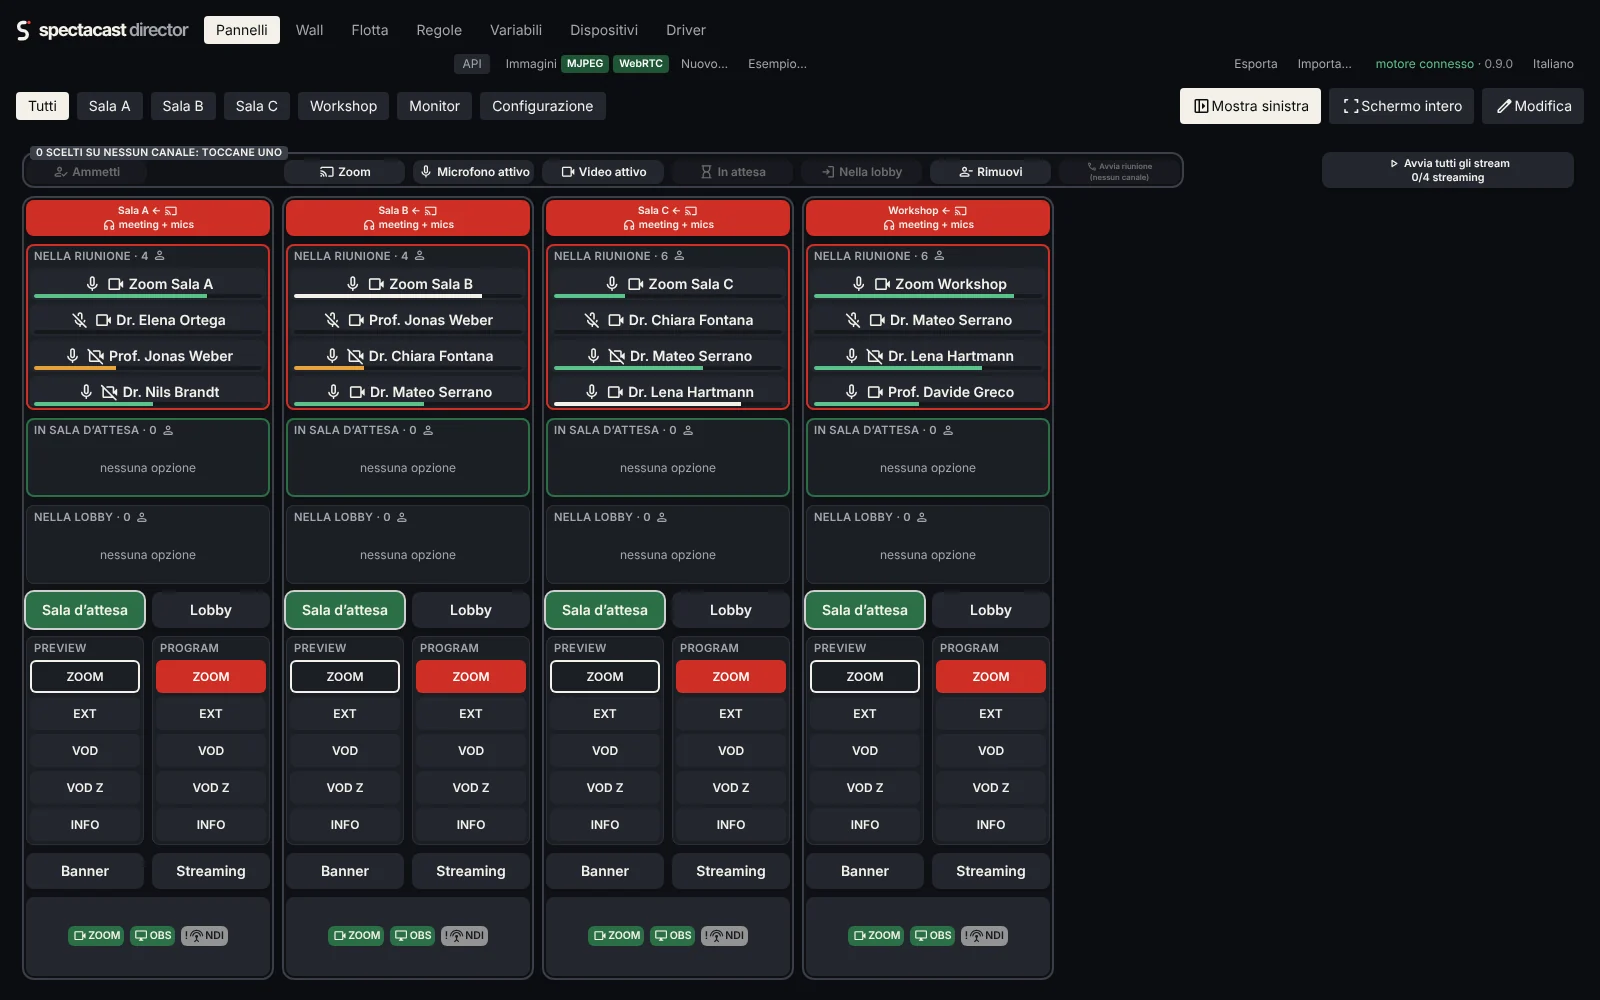 spectacast director
Pannelli
Wall
Flotta
Regole
Variabili
Dispositivi
Driver
API
Immagini MJPEG WebRTC
Nuovo...
Esempio...
Esporta
Importa...
motore connesso · 0.9.0
Italiano
Tutti
Sala A
Sala B
Sala C
Workshop
Monitor
Configurazione
Mostra sinistra
Schermo intero
Modifica
0 SCELTI SU NESSUN CANALE: TOCCANE UNO
Ammetti
Zoom
Microfono attivo
Video attivo
In attesa
Nella lobby
Rimuovi
Avvia riunione
(nessun canale)
Avvia tutti gli stream
0/4 streaming
Sala A ←
meeting + mics
NELLA RIUNIONE · 4
Zoom Sala A
Dr. Elena Ortega
Prof. Jonas Weber
Dr. Nils Brandt
IN SALA D’ATTESA · 0
nessuna opzione
NELLA LOBBY · 0
nessuna opzione
Sala d’attesa
Lobby
PREVIEW
ZOOM
EXT
VOD
VOD Z
INFO
PROGRAM
ZOOM
EXT
VOD
VOD Z
INFO
Banner
Streaming
ZOOM OBS ! NDI
Sala B ←
meeting + mics
NELLA RIUNIONE · 4
Zoom Sala B
Prof. Jonas Weber
Dr. Chiara Fontana
Dr. Mateo Serrano
IN SALA D’ATTESA · 0
nessuna opzione
NELLA LOBBY · 0
nessuna opzione
Sala d’attesa
Lobby
PREVIEW
ZOOM
EXT
VOD
VOD Z
INFO
PROGRAM
ZOOM
EXT
VOD
VOD Z
INFO
Banner
Streaming
ZOOM OBS ! NDI
Sala C ←
meeting + mics
NELLA RIUNIONE · 6
Zoom Sala C
Dr. Chiara Fontana
Dr. Mateo Serrano
Dr. Lena Hartmann
IN SALA D’ATTESA · 0
nessuna opzione
NELLA LOBBY · 0
nessuna opzione
Sala d’attesa
Lobby
PREVIEW
ZOOM
EXT
VOD
VOD Z
INFO
PROGRAM
ZOOM
EXT
VOD
VOD Z
INFO
Banner
Streaming
ZOOM OBS ! NDI
Workshop ←
meeting + mics
NELLA RIUNIONE · 6
Zoom Workshop
Dr. Mateo Serrano
Dr. Lena Hartmann
Prof. Davide Greco
IN SALA D’ATTESA · 0
nessuna opzione
NELLA LOBBY · 0
nessuna opzione
Sala d’attesa
Lobby
PREVIEW
ZOOM
EXT
VOD
VOD Z
INFO
PROGRAM
ZOOM
EXT
VOD
VOD Z
INFO
Banner
Streaming
ZOOM OBS ! NDI